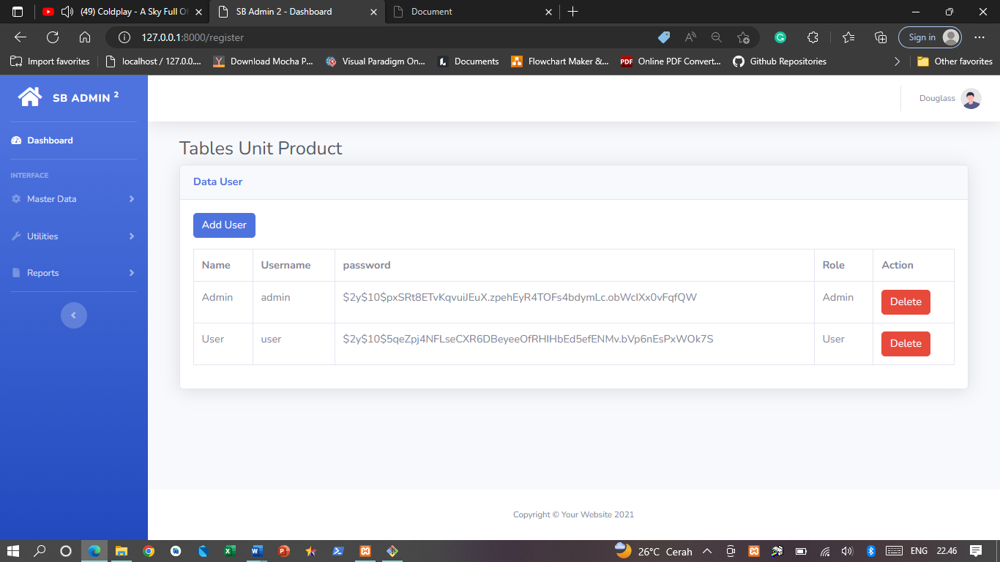 (49) Coldplay - A Sky Full Of
SB Admin 2 - Dashboard
Document
127.0.0.1:8000/register
Sign in
Import favorites
localhost / 127.0.0....
Download Mocha P...
Visual Paradigm On...
Documents
Flowchart Maker &...
PDF
Online PDF Convert...
Github Repositories
Other favorites
SB ADMIN 2
Douglass
Dashboard
INTERFACE
Master Data
Utilities
Reports
Tables Unit Product
Data User
Add User
Name Username password Role Action
Admin admin $2y$10$pxSRt8ETvKqvuiJEuX.zpehEyR4TOFs4bdymLc.obWcIXx0vFqfQW Admin Delete
User user $2y$10$5qeZpj4NFLseCXR6DBeyeeOfRHIHbEd5efENMv.bVp6nEsPxWOk7S User Delete
Copyright © Your Website 2021
26°C Cerah
ENG
22.46